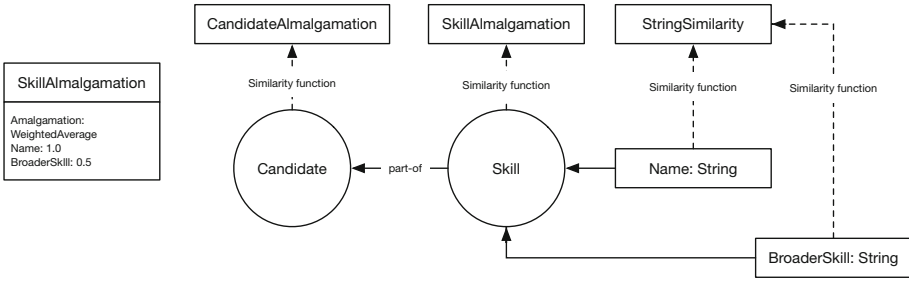 CandidateAlmalgamation
SkillAlmalgamation
StringSimilarity
SkillAlmalgamation
Amalgamation:
WeightedAverage
Name: 1.0
BroaderSkill: 0.5
Similarity function
Similarity function
Similarity function
Similarity function
Candidate
part-of
Skill
Name: String
BroaderSkill: String